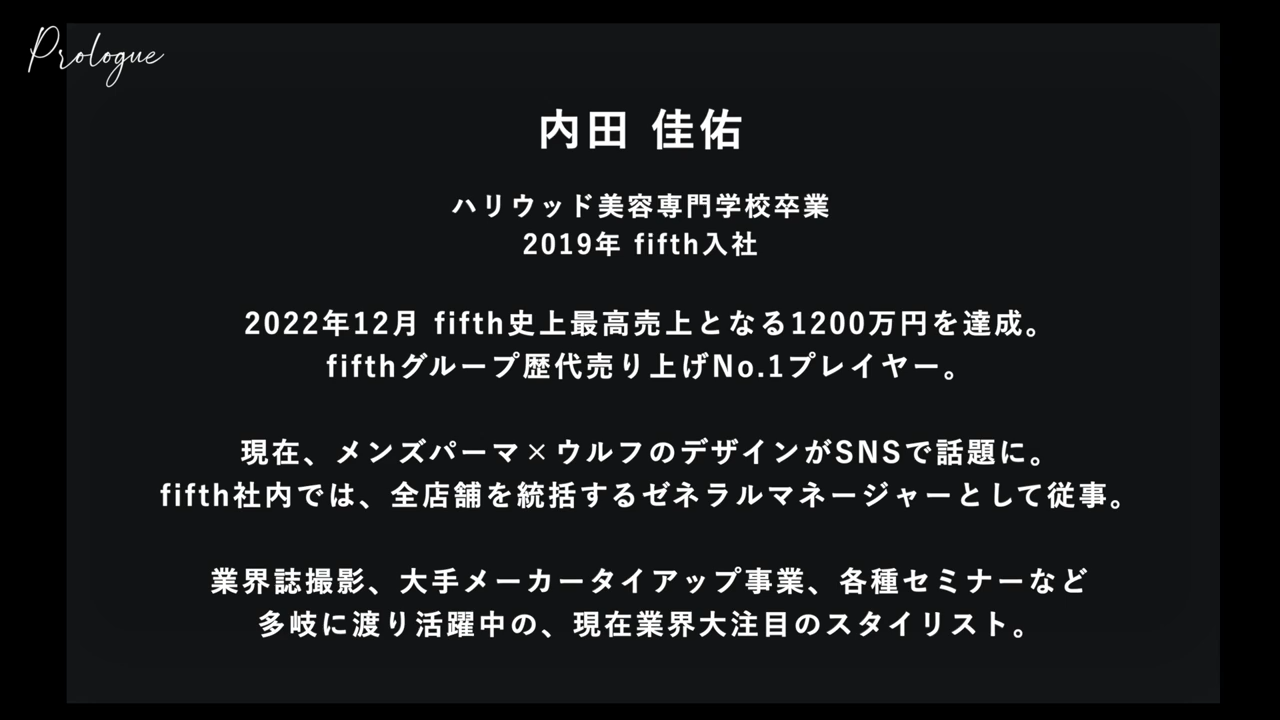 Prologue
内田 佳佑
ハリウッド美容専門学校卒業
2019年 fifth入社
2022年12月 fifth史上最高売上となる1200万円を達成。
fifthグループ歴代売り上げNo.1プレイヤー。
現在、メンズパーマ×ウルフのデザインがSNSで話題に。
fifth社内では、全店舗を統括するゼネラルマネージャーとして従事。
業界誌撮影、大手メーカータイアップ事業、各種セミナーなど
多岐に渡り活躍中の、現在業界大注目のスタイリスト。